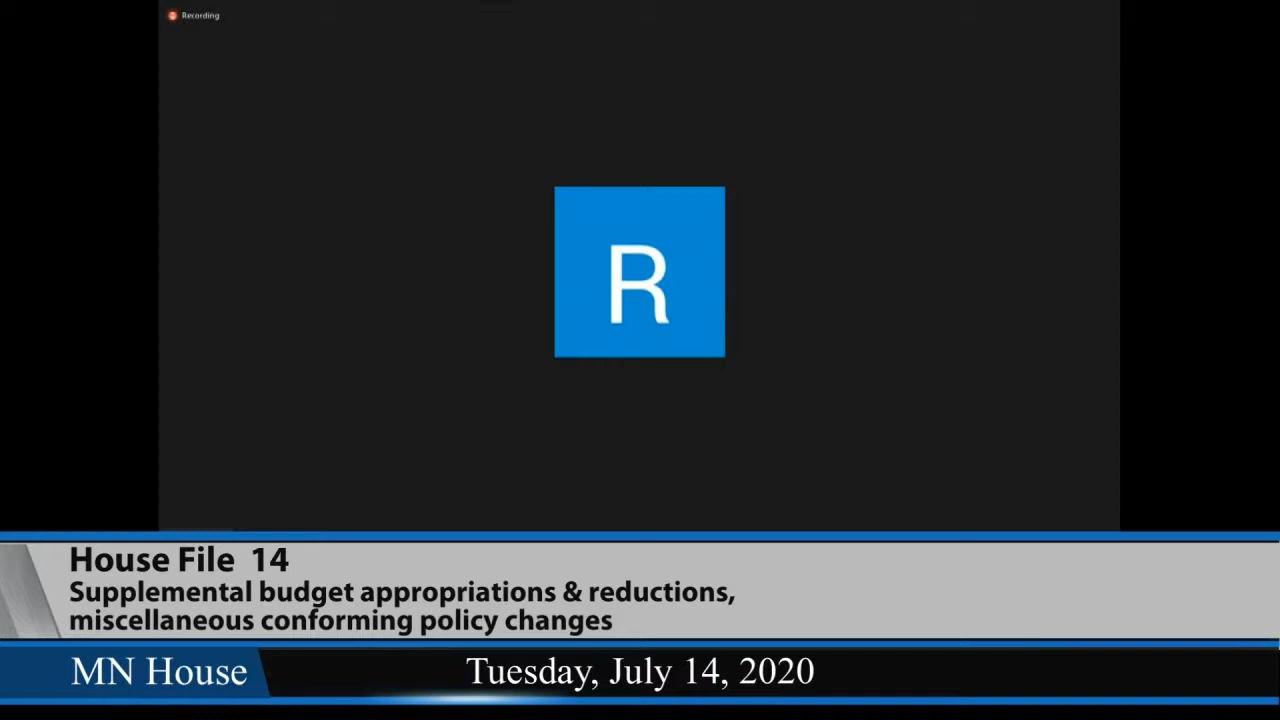 Recording
R
House File 14
Supplemental budget appropriations & reductions,
miscellaneous conforming policy changes
MN House
Tuesday, July 14, 2020